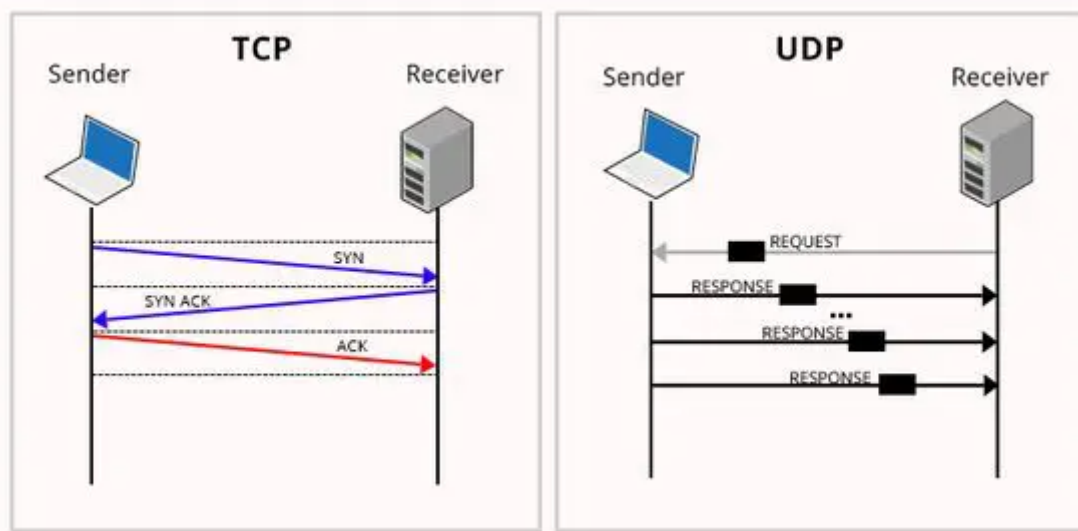 TCP
Sender
Receiver
SYN
SYN ACK
ACK
UDP
Sender
Receiver
REQUEST
RESPONSE
...
RESPONSE
RESPONSE